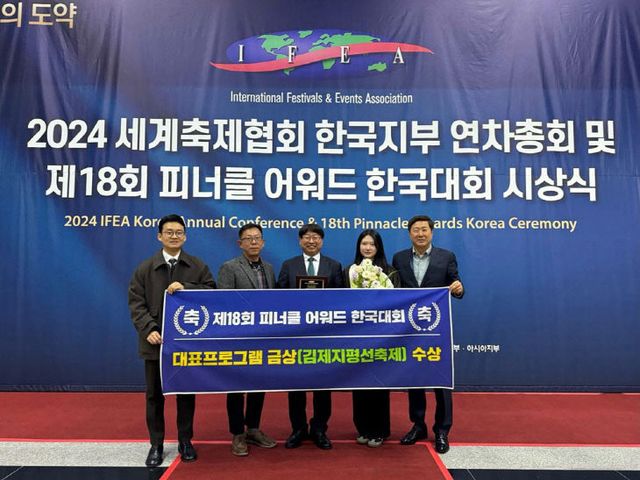 의 도약
I F E A
International Festivals & Events Association
2024 세계축제협회 한국지부 연차총회 및
제18회 피너클 어워드 한국대회 시상식
2024 IFEA Korea Annual Conference & 18th Pinnacle Awards Korea Ceremony
축 제18회 피너클 어워드 한국대회 축
대표프로그램 금상(김제지평선축제) 수상
부 · 아시아지부